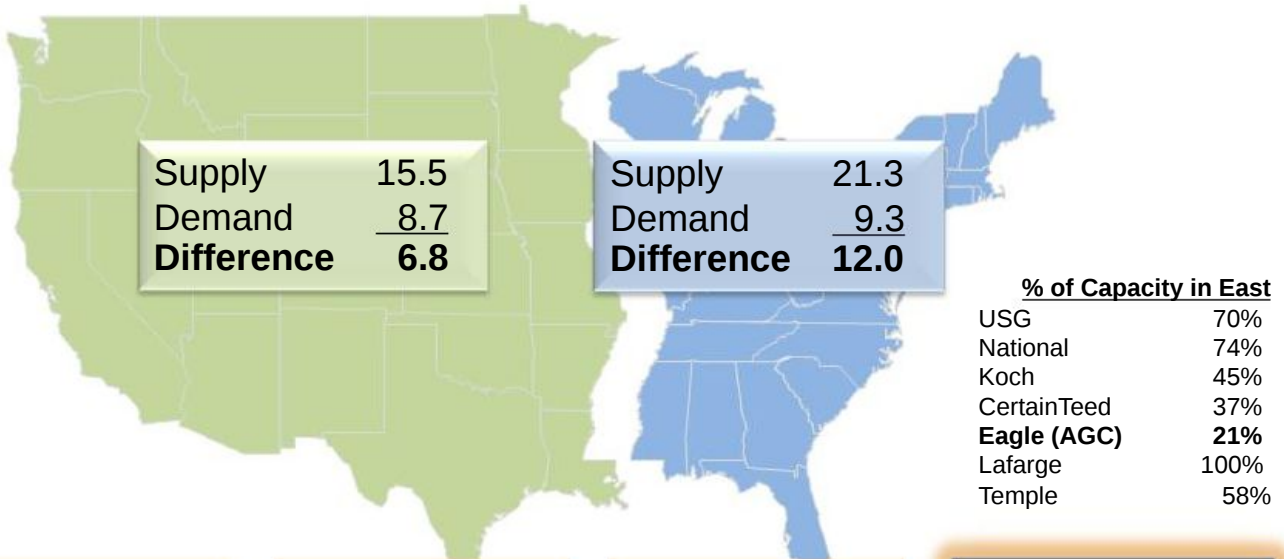 Supply 15.5
Demand 8.7
Difference 6.8
Supply 21.3
Demand 9.3
Difference 12.0
% of Capacity in East
USG 70%
National 74%
Koch 45%
CertainTeed 37%
Eagle (AGC) 21%
Lafarge 100%
Temple 58%